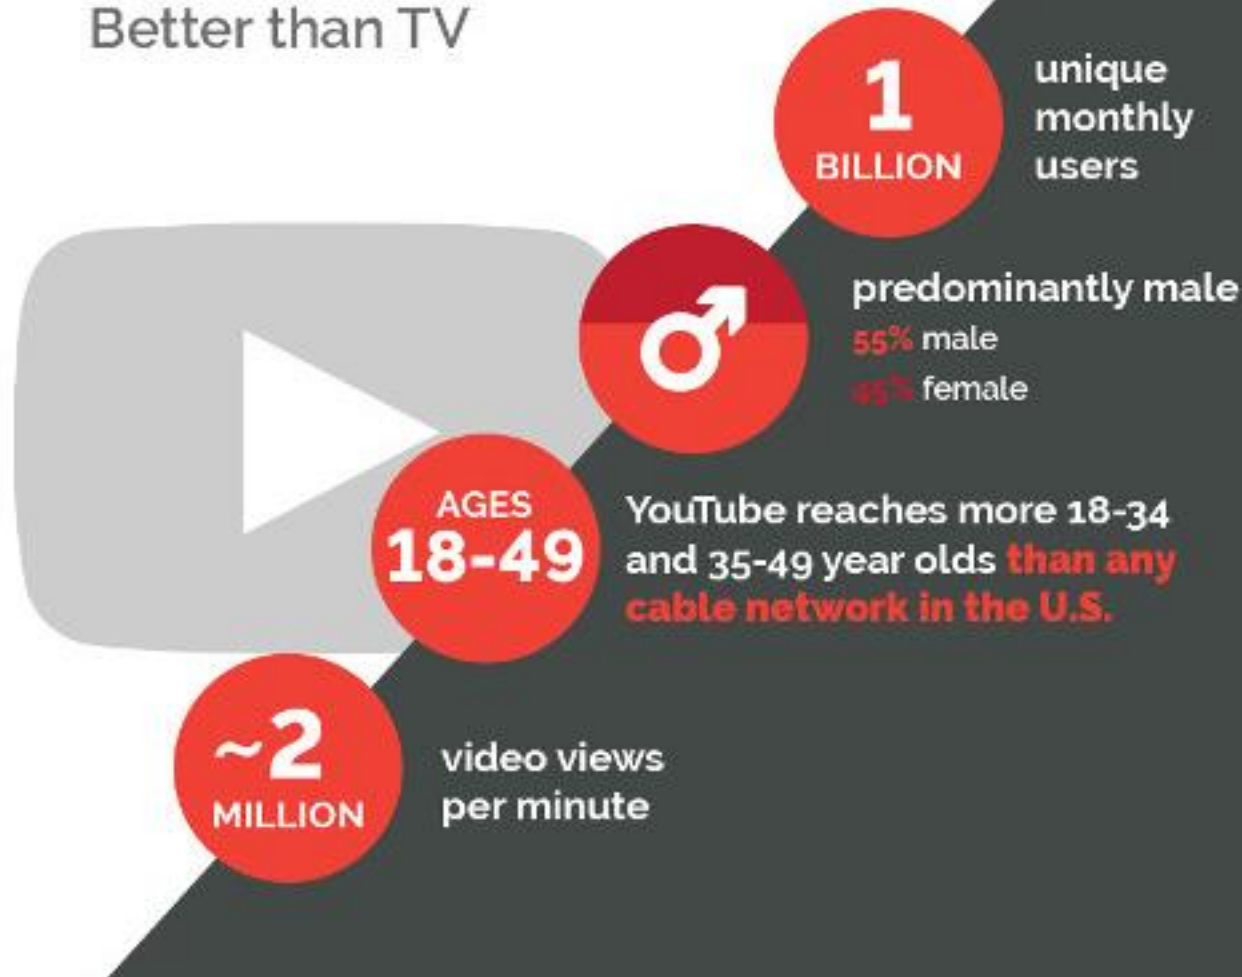 Better than TV
1
BILLION
unique
monthly
users
predominantly male
55% male
45% female
AGES
18-49
YouTube reaches more 18-34
and 35-49 year olds than any
cable network in the U.S.
~2
MILLION
video views
per minute